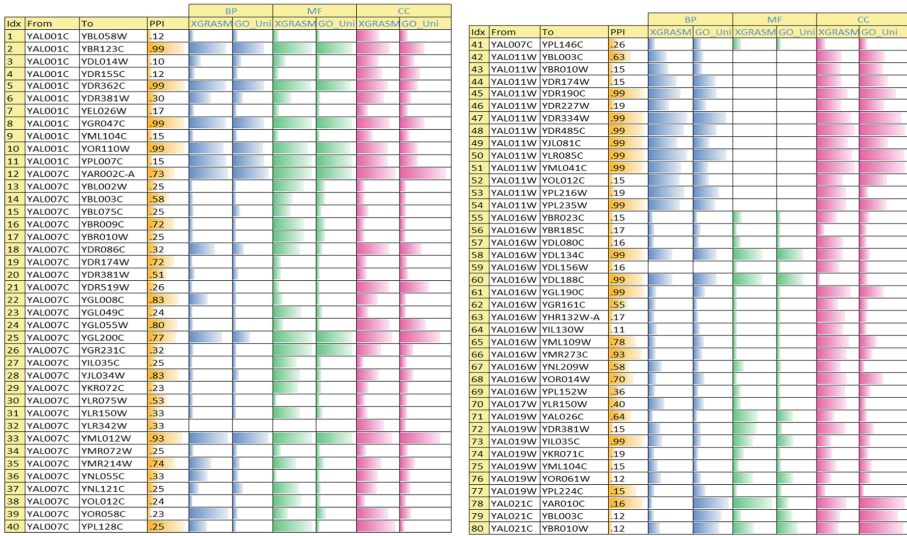 BP MF CC
Idx From To PPI XGRASM GO_Uni XGRASM GO_Uni XGRASM GO_Uni
1 YAL001C YBL058W .12
2 YAL001C YBR123C .99
3 YAL001C YDL014W .10
4 YAL001C YDR155C .12
5 YAL001C YDR362C .99
6 YAL001C YDR381W .30
7 YAL001C YEL026W .17
8 YAL001C YGR047C .99
9 YAL001C YML104C .15
10 YAL001C YOR110W .99
11 YAL001C YPL007C .15
12 YAL007C YAR002C-A .73
13 YAL007C YBL002W .25
14 YAL007C YBL003C .58
15 YAL007C YBL075C .25
16 YAL007C YBR009C .72
17 YAL007C YBR010W .25
18 YAL007C YDR086C .32
19 YAL007C YDR174W .72
20 YAL007C YDR381W .51
21 YAL007C YDR519W .26
22 YAL007C YGL008C .83
23 YAL007C YGL049C .24
24 YAL007C YGL055W .80
25 YAL007C YGL200C .77
26 YAL007C YGR231C .32
27 YAL007C YIL035C .25
28 YAL007C YJL034W .83
29 YAL007C YKR072C .23
30 YAL007C YLR075W .53
31 YAL007C YLR150W .33
32 YAL007C YLR342W .33
33 YAL007C YML012W .93
34 YAL007C YMR072W .25
35 YAL007C YMR214W .74
36 YAL007C YNL055C .33
37 YAL007C YNL121C .25
38 YAL007C YOL012C .24
39 YAL007C YOR058C .23
40 YAL007C YPL128C .25
BP MF CC
Idx From To PPI XGRASM GO_Uni XGRASM GO_Uni XGRASM GO_Uni
41 YAL007C YPL146C .26
42 YAL011W YBL003C .63
43 YAL011W YBR010W .15
44 YAL011W YDR174W .15
45 YAL011W YDR190C .99
46 YAL011W YDR227W .19
47 YAL011W YDR334W .99
48 YAL011W YDR485C .99
49 YAL011W YJL081C .99
50 YAL011W YLR085C .99
51 YAL011W YML041C .99
52 YAL011W YOL012C .15
53 YAL011W YPL216W .19
54 YAL011W YPL235W .99
55 YAL016W YBR023C .15
56 YAL016W YBR185C .17
57 YAL016W YDL080C .16
58 YAL016W YDL134C .99
59 YAL016W YDL156W .16
60 YAL016W YDL188C .99
61 YAL016W YGL190C .99
62 YAL016W YGR161C .55
63 YAL016W YHR132W-A .17
64 YAL016W YIL130W .11
65 YAL016W YML109W .78
66 YAL016W YMR273C .93
67 YAL016W YNL209W .58
68 YAL016W YOR014W .70
69 YAL016W YPL152W .36
70 YAL017W YLR150W .40
71 YAL019W YAL026C .64
72 YAL019W YDR381W .15
73 YAL019W YIL035C .99
74 YAL019W YKR071C .19
75 YAL019W YML104C .15
76 YAL019W YOR061W .12
77 YAL019W YPL224C .15
78 YAL021C YAR010C .16
79 YAL021C YBL003C .12
80 YAL021C YBR010W .12